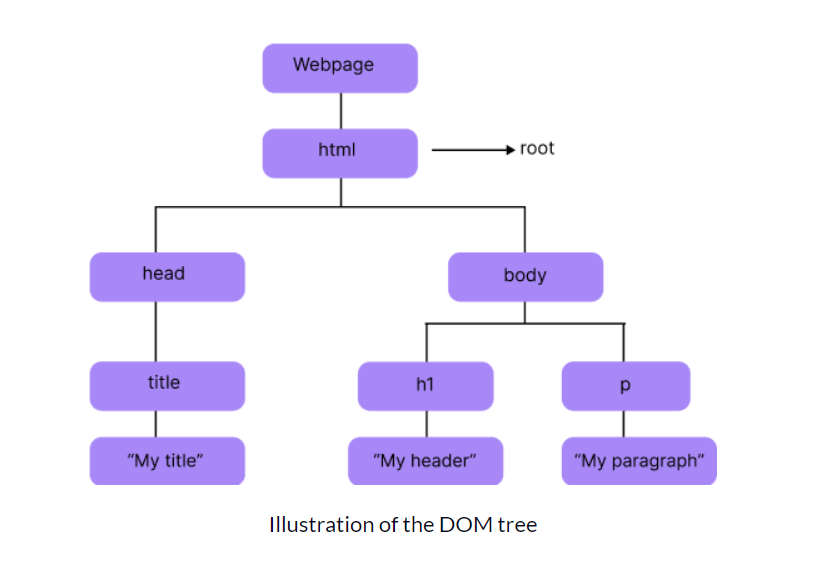 Webpage
html
root
head
body
title
h1
p
“My title”
“My header”
“My paragraph”
Illustration of the DOM tree